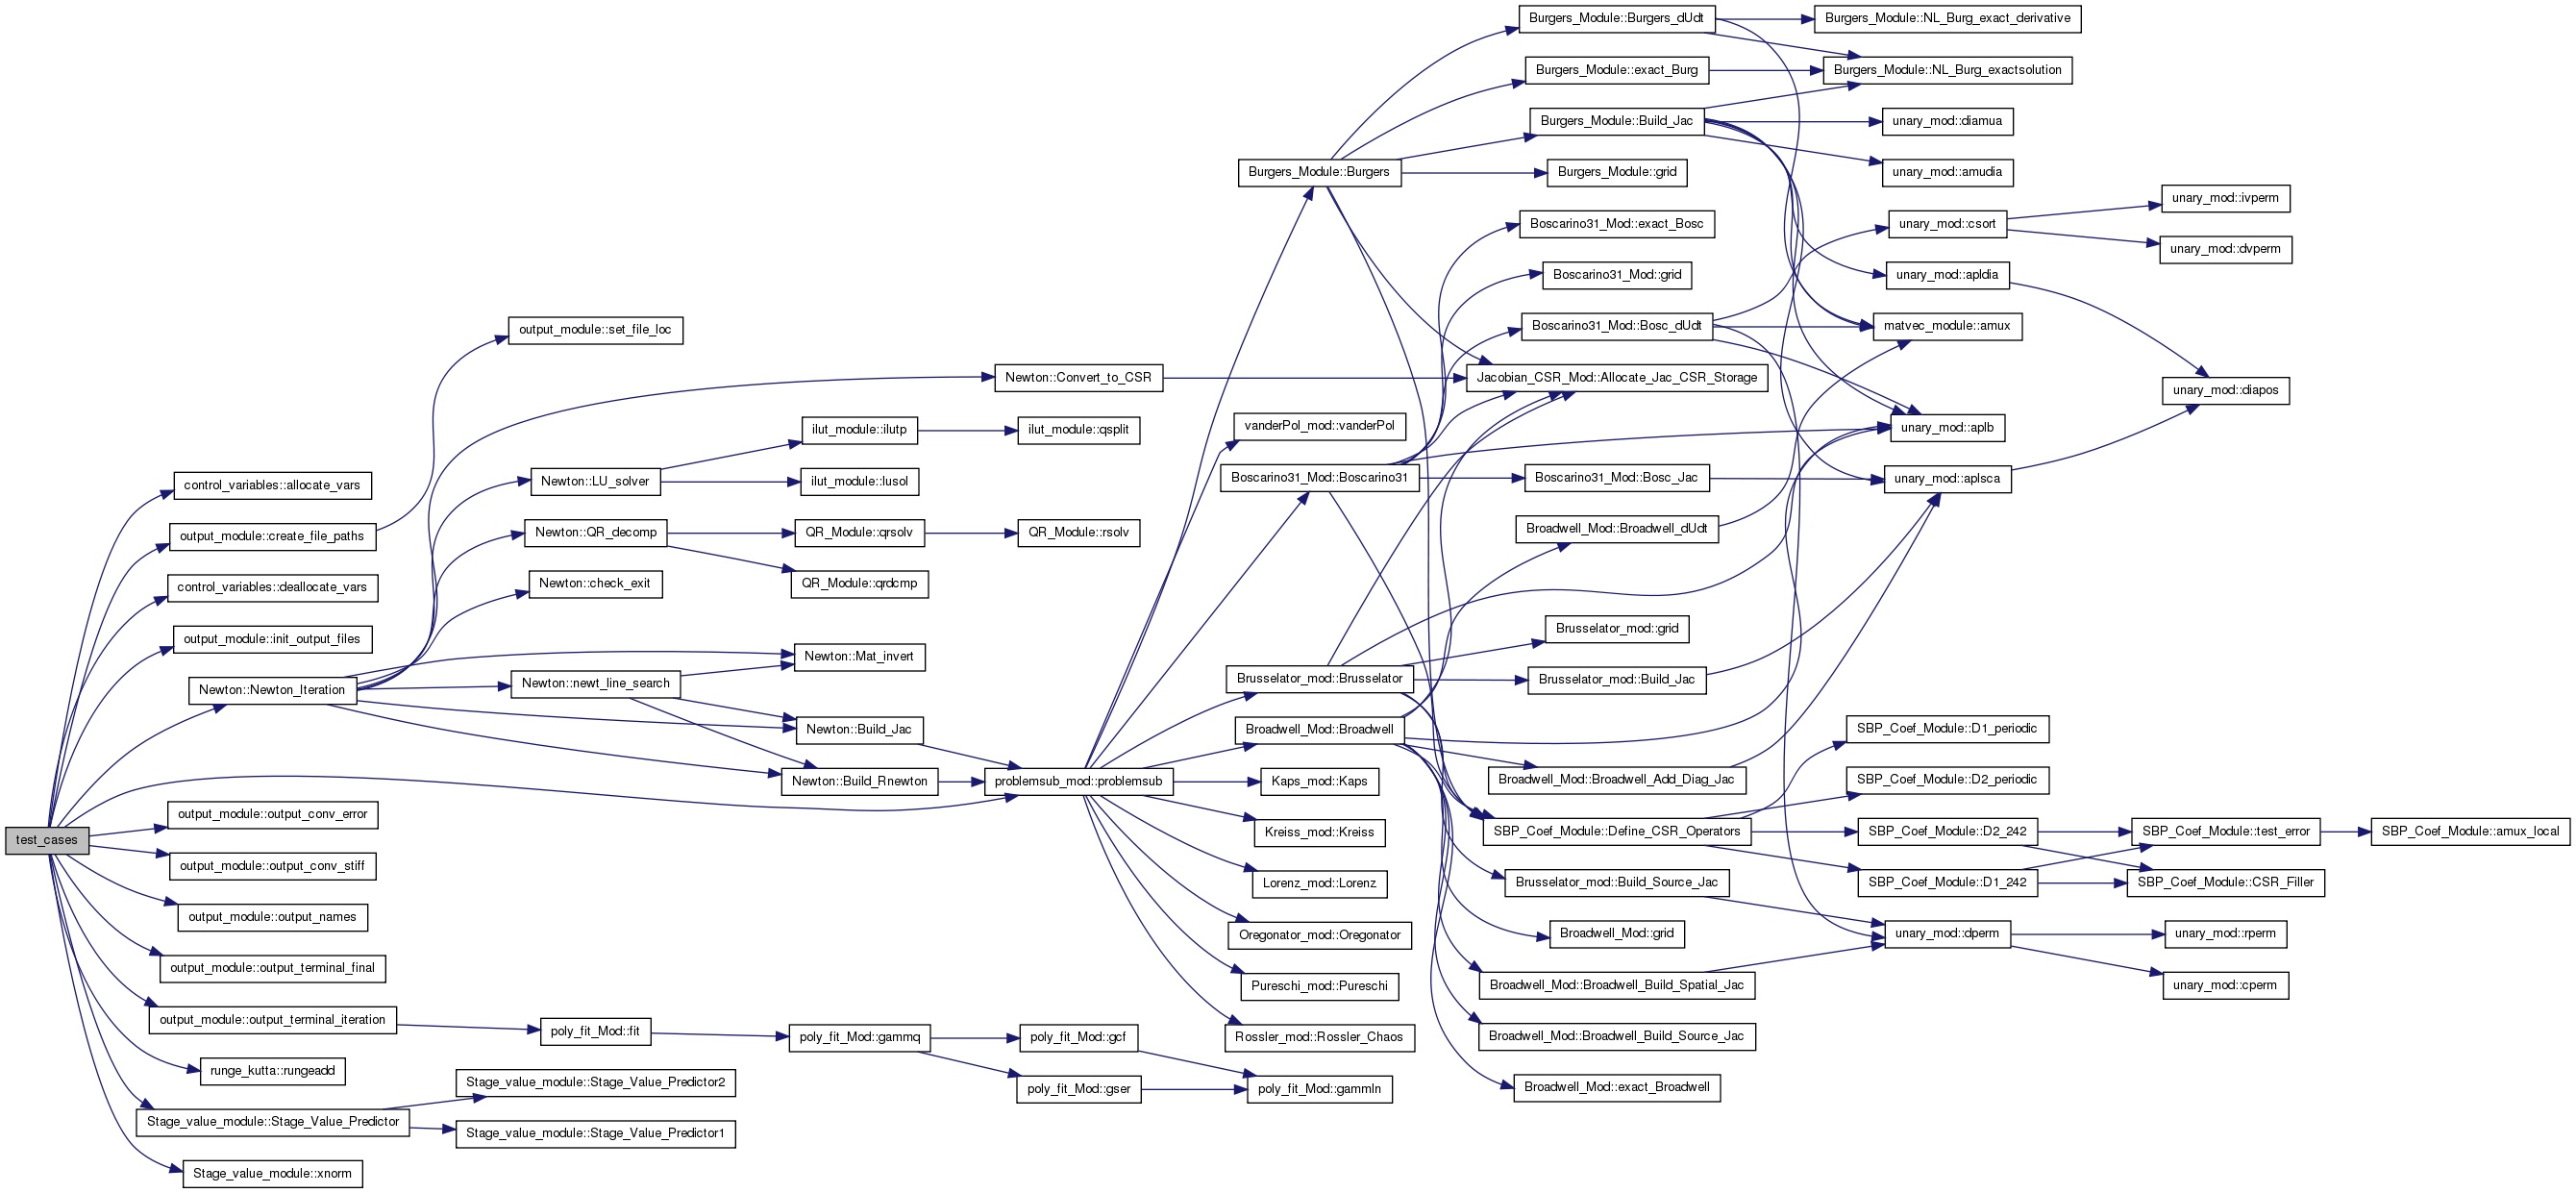 test_cases
control_variables::allocate_vars
output_module::create_file_paths
control_variables::deallocate_vars
output_module::init_output_files
Newton::Newton_Iteration
output_module::output_conv_error
output_module::output_conv_stiff
output_module::output_names
output_module::output_terminal_final
output_module::output_terminal_iteration
runge_kutta::rungeadd
Stage_value_module::Stage_Value_Predictor
Stage_value_module::xnorm
output_module::set_file_loc
Newton::LU_solver
Newton::QR_decomp
Newton::check_exit
Newton::newt_line_search
poly_fit_Mod::fit
Stage_value_module::Stage_Value_Predictor2
Stage_value_module::Stage_Value_Predictor1
ilut_module::ilutp
ilut_module::lusol
QR_Module::qrsolv
QR_Module::qrdcmp
Newton::Mat_invert
Newton::Build_Jac
Newton::Build_Rnewton
poly_fit_Mod::gammq
Newton::Convert_to_CSR
ilut_module::qsplit
QR_Module::rsolv
problemsub_mod::problemsub
poly_fit_Mod::gcf
poly_fit_Mod::gser
Burgers_Module::Burgers
vanderPol_mod::vanderPol
Boscarino31_Mod::Boscarino31
Brusselator_mod::Brusselator
Broadwell_Mod::Broadwell
Kaps_mod::Kaps
Kreiss_mod::Kreiss
Lorenz_mod::Lorenz
Oregonator_mod::Oregonator
Pureschi_mod::Pureschi
Rossler_mod::Rossler_Chaos
poly_fit_Mod::gammln
Burgers_Module::Burgers_dUdt
Burgers_Module::exact_Burg
Burgers_Module::Build_Jac
Burgers_Module::grid
Boscarino31_Mod::exact_Bosc
Boscarino31_Mod::grid
Boscarino31_Mod::Bosc_dUdt
Jacobian_CSR_Mod::Allocate_Jac_CSR_Storage
Boscarino31_Mod::Bosc_Jac
Broadwell_Mod::Broadwell_dUdt
Brusselator_mod::grid
Brusselator_mod::Build_Jac
Broadwell_Mod::Broadwell_Add_Diag_Jac
SBP_Coef_Module::Define_CSR_Operators
Brusselator_mod::Build_Source_Jac
Broadwell_Mod::grid
Broadwell_Mod::Broadwell_Build_Spatial_Jac
Broadwell_Mod::Broadwell_Build_Source_Jac
Broadwell_Mod::exact_Broadwell
Burgers_Module::NL_Burg_exact_derivative
Burgers_Module::NL_Burg_exactsolution
unary_mod::diamua
unary_mod::amudia
unary_mod::csort
unary_mod::apldia
matvec_module::amux
unary_mod::aplb
unary_mod::aplsca
SBP_Coef_Module::D1_periodic
SBP_Coef_Module::D2_periodic
SBP_Coef_Module::D2_242
SBP_Coef_Module::D1_242
unary_mod::dperm
unary_mod::ivperm
unary_mod::dvperm
unary_mod::diapos
SBP_Coef_Module::test_error
SBP_Coef_Module::CSR_Filler
unary_mod::rperm
unary_mod::cperm
SBP_Coef_Module::amux_local